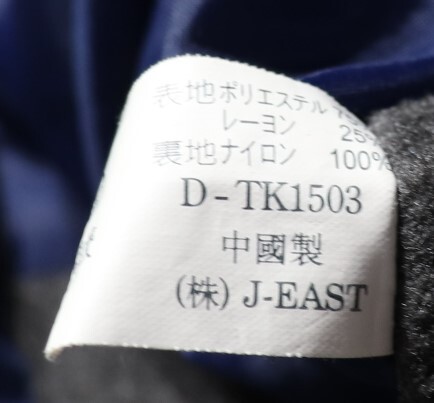 表地ポリエステル
レーヨン 25%
裏地ナイロン 100%
D-TK1503
中國製
(株) J-EAST